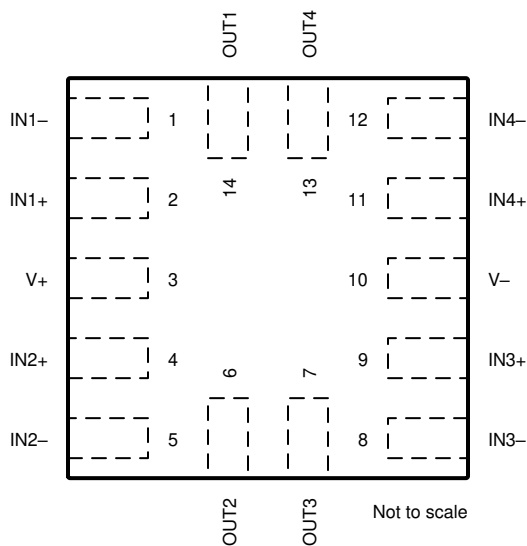 OUT1 OUT4
IN1– 1 12 IN4–
14 13
IN1+ 2 11 IN4+
V+ 3 10 V–
IN2+ 4 9 IN3+
6 7
IN2– 5 8 IN3–
OUT2 OUT3
Not to scale